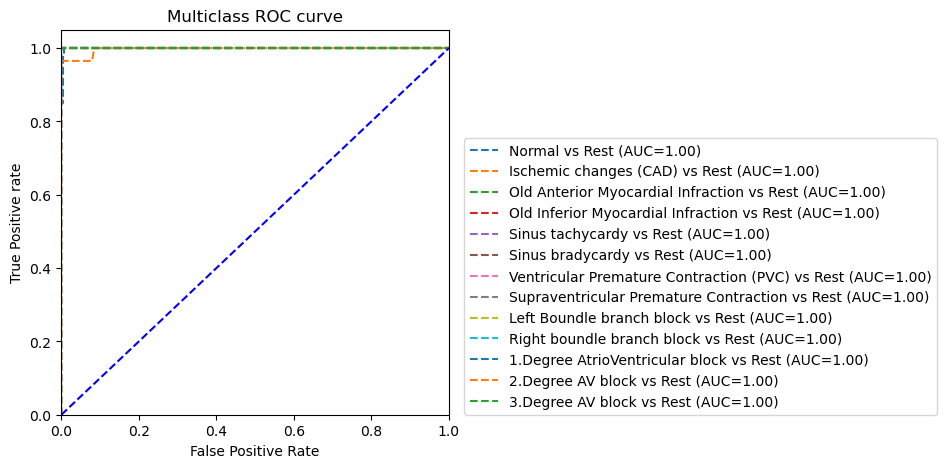 Multiclass ROC curve
True Positive rate
1.0
0.8
0.6
0.4
0.2
0.0
0.0 0.2 0.4 0.6 0.8 1.0
False Positive Rate
Normal vs Rest (AUC=1.00)
Ischemic changes (CAD) vs Rest (AUC=1.00)
Old Anterior Myocardial Infraction vs Rest (AUC=1.00)
Old Inferior Myocardial Infraction vs Rest (AUC=1.00)
Sinus tachycardy vs Rest (AUC=1.00)
Sinus bradycardy vs Rest (AUC=1.00)
Ventricular Premature Contraction (PVC) vs Rest (AUC=1.00)
Supraventricular Premature Contraction vs Rest (AUC=1.00)
Left Boundle branch block vs Rest (AUC=1.00)
Right boundle branch block vs Rest (AUC=1.00)
1.Degree AtrioVentricular block vs Rest (AUC=1.00)
2.Degree AV block vs Rest (AUC=1.00)
3.Degree AV block vs Rest (AUC=1.00)